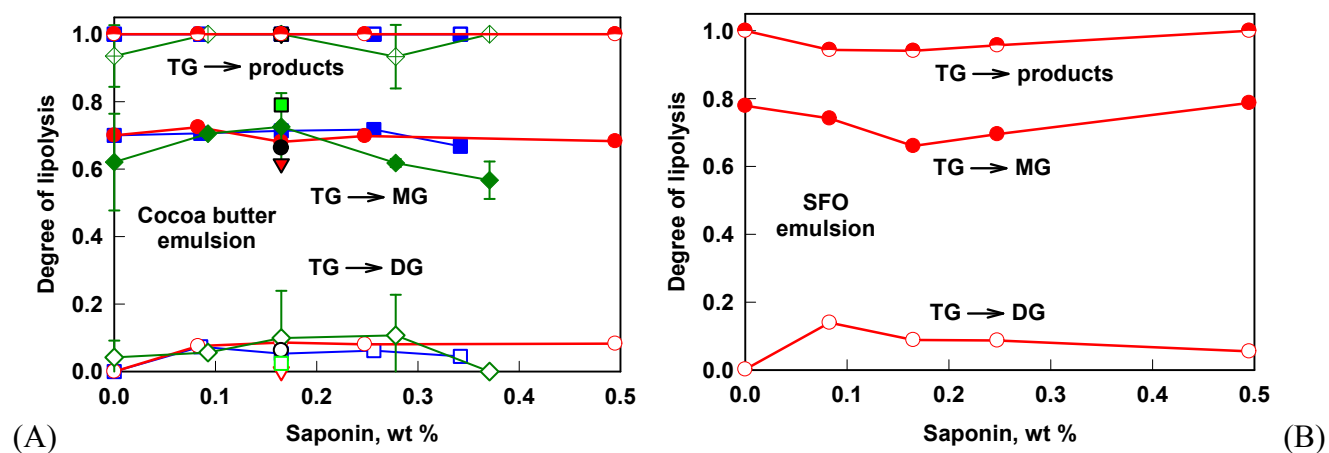 1.0
0.8
0.6
0.4
0.2
0.0
Degree of lipolysis
TG → products
TG → MG
Cocoa butter
emulsion
TG → DG
0.0 0.1 0.2 0.3 0.4 0.5
Saponin, wt %
(A)
1.0
0.8
0.6
0.4
0.2
0.0
Degree of lipolysis
TG → products
TG → MG
SFO
emulsion
TG → DG
0.0 0.1 0.2 0.3 0.4 0.5
Saponin, wt %
(B)